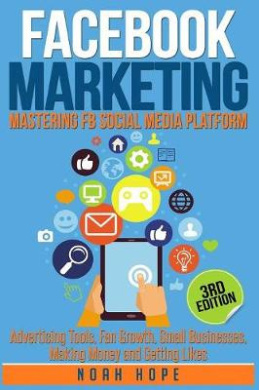 FACEBOOK
MARKETING
MASTERING FB SOCIAL MEDIA PLATFORM
3RD
EDITION
Advertising Tools, Fan Growth, Small Businesses,
Making Money and Getting Likes
NOAH HOPE